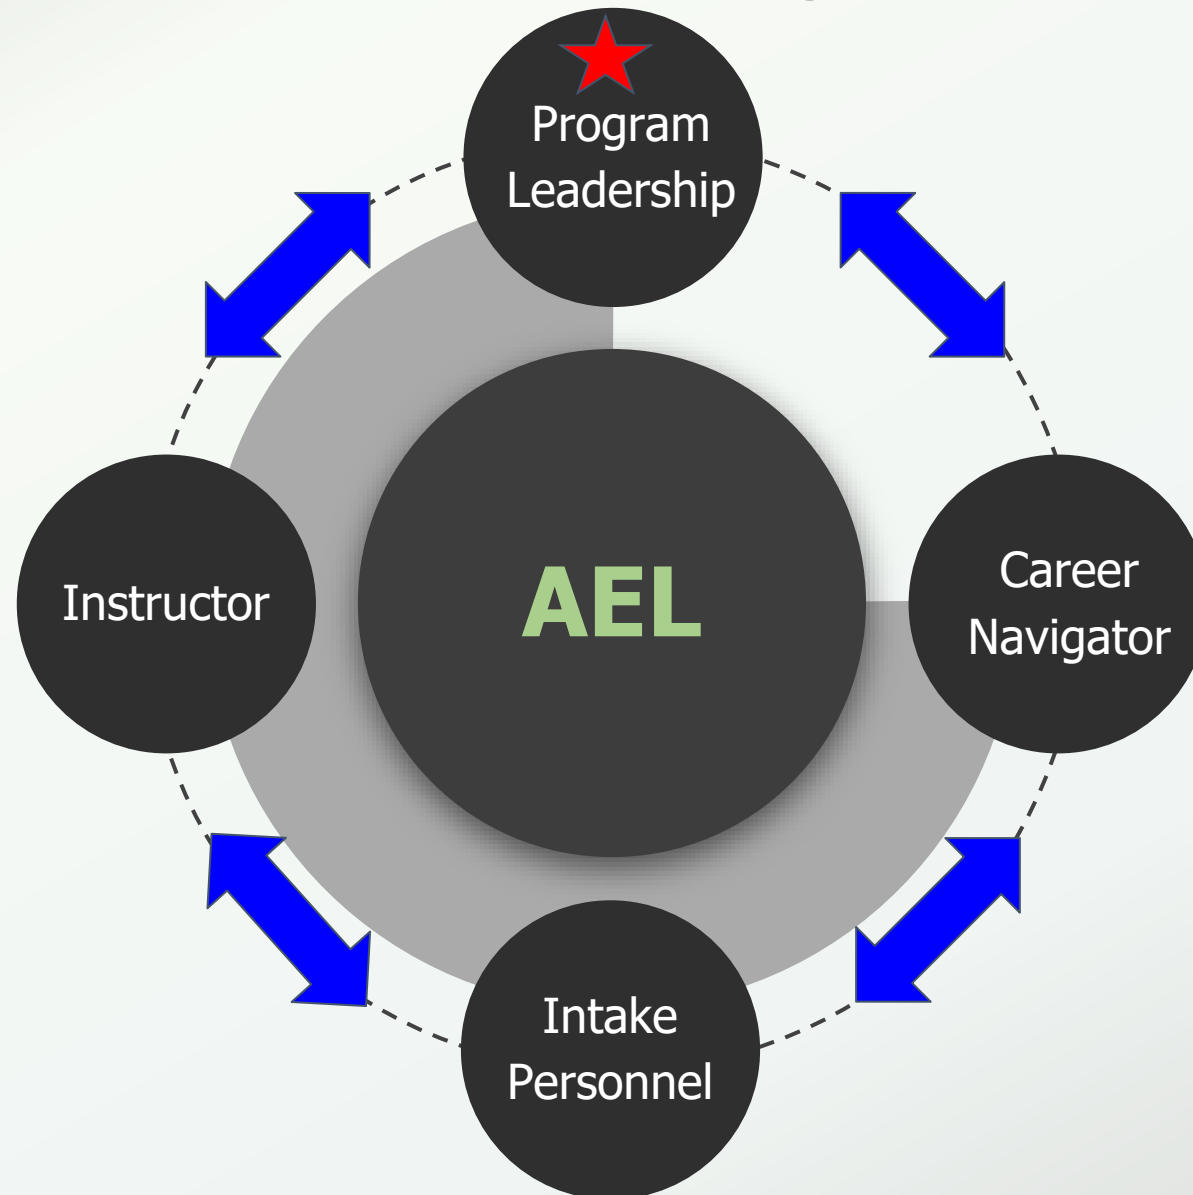 Program
Leadership
Instructor
AEL
Career
Navigator
Intake
Personnel